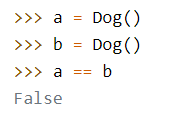 >>> a = Dog()
>>> b = Dog()
>>> a == b
False